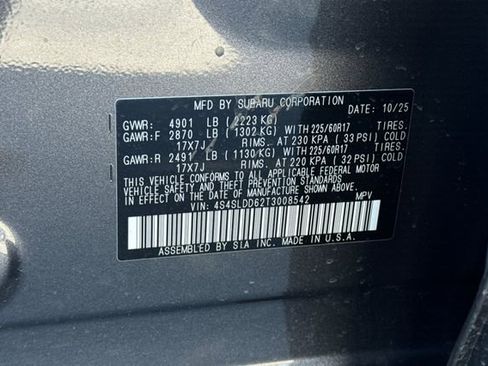 MFD BY SUBARU CORPORATION DATE: 10/25
GVWR: 4901 LB ( 2223 KG)
GAWR:F 2870 LB ( 1302 KG) WITH 225/60R17 TIRES.
17X7J RIMS. AT 230 KPA ( 33 PSI) COLD
GAWR:R 2491 LB ( 1130 KG) WITH 225/60R17 TIRES.
17X7J RIMS. AT 220 KPA ( 32 PSI) COLD
THIS VEHICLE CONFORMS TO ALL APPLICABLE FEDERAL MOTOR
VEHICLE SAFETY AND THEFT PREVENTION STANDARDS IN EFFECT
ON THE DATE OF MANUFACTURE SHOWN ABOVE.
VIN: 4S4SLDD62T3008542 MPV
ASSEMBLED BY SIA INC. MADE IN U.S.A.